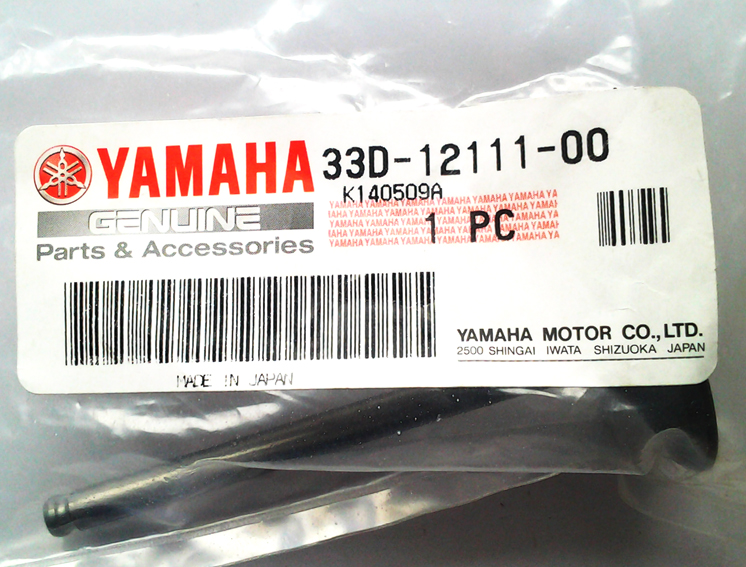 YAMAHA 33D-12111-00
K140509A
GENUINE
1 PC
Parts & Accessories
YAMAHA MOTOR CO.,LTD.
2500 SHINGAI IWATA SHIZUOKA JAPAN
MADE IN JAPAN